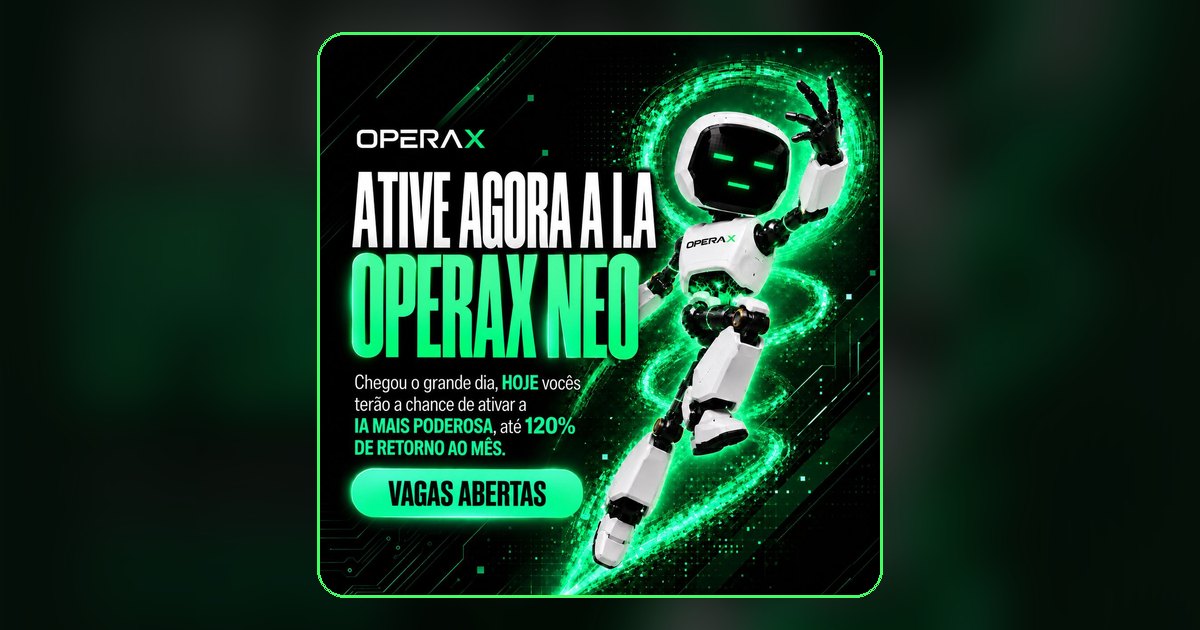 OPERAX
ATIVE AGORA A I.A
OPERAX NEO
Chegou o grande dia, HOJE vocês
terão a chance de ativar a
IA MAIS PODEROSA, até 120%
DE RETORNO AO MÊS.
VAGAS ABERTAS
OPERAX